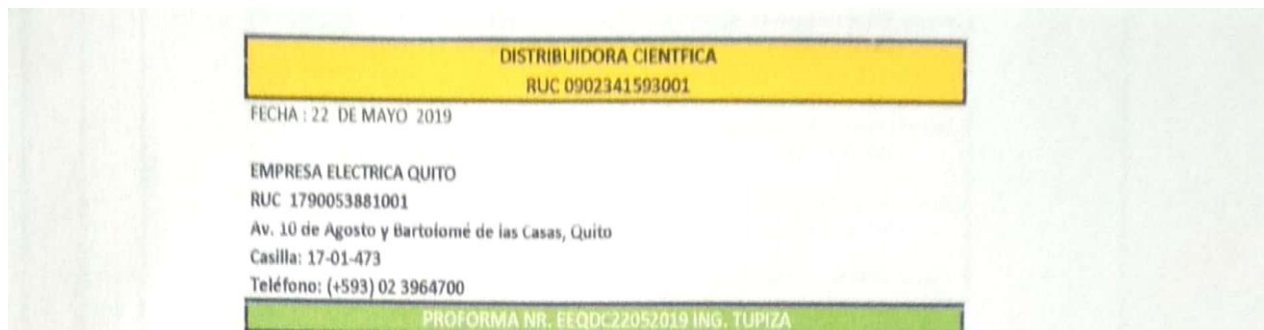 DISTRIBUIDORA CIENTFICA
RUC 0902341593001
FECHA : 22 DE MAYO 2019
EMPRESA ELECTRICA QUITO
RUC 1790053881001
Av. 10 de Agosto y Bartolomé de las Casas, Quito
Casilla: 17-01-473
Teléfono: (+593) 02 3964700
PROFORMA NR. EEQDC22052019 ING. TUPIZA